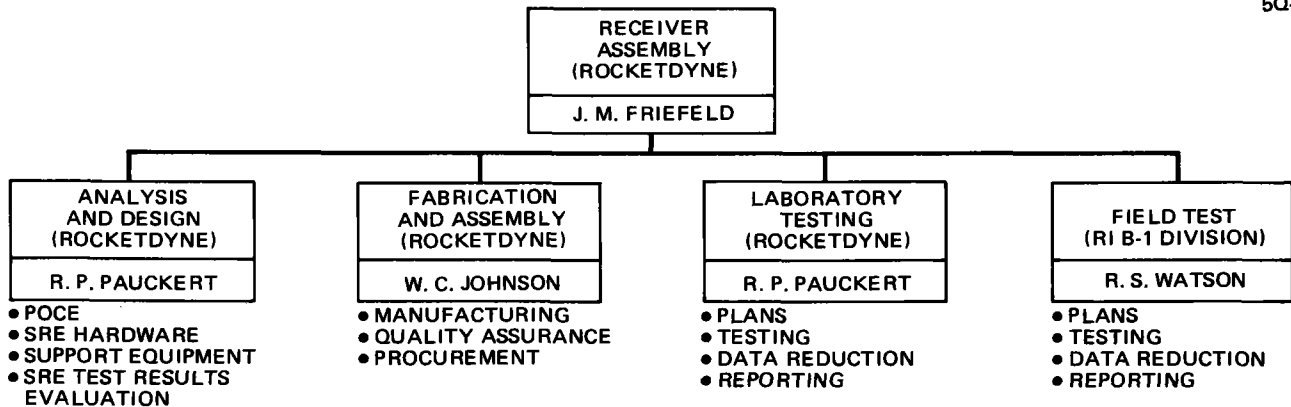 RECEIVER
ASSEMBLY
(ROCKETDYNE)
J. M. FRIEFELD
ANALYSIS
AND DESIGN
(ROCKETDYNE)
R. P. PAUCKERT
• POCE
• SRE HARDWARE
• SUPPORT EQUIPMENT
• SRE TEST RESULTS
EVALUATION
FABRICATION
AND ASSEMBLY
(ROCKETDYNE)
W. C. JOHNSON
• MANUFACTURING
• QUALITY ASSURANCE
• PROCUREMENT
LABORATORY
TESTING
(ROCKETDYNE)
R. P. PAUCKERT
• PLANS
• TESTING
• DATA REDUCTION
• REPORTING
FIELD TEST
(RI B-1 DIVISION)
R. S. WATSON
• PLANS
• TESTING
• DATA REDUCTION
• REPORTING